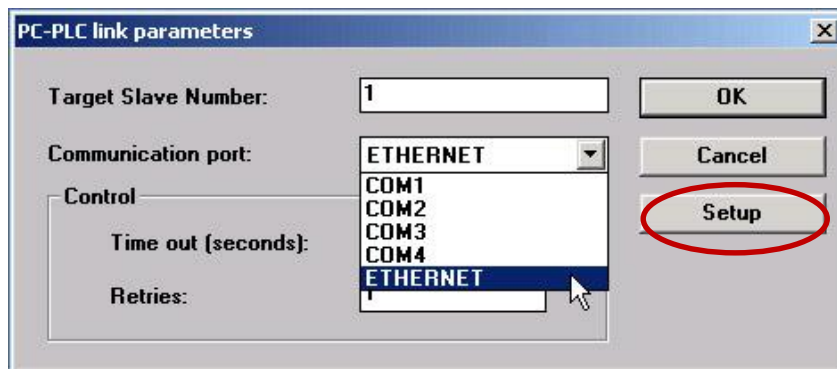 PC-PLC link parameters
Target Slave Number: 1 OK
Communication port: ETHERNET Cancel
Control COM1 Setup
COM2
Time out (seconds): COM3
COM4
ETHERNET
Retries: